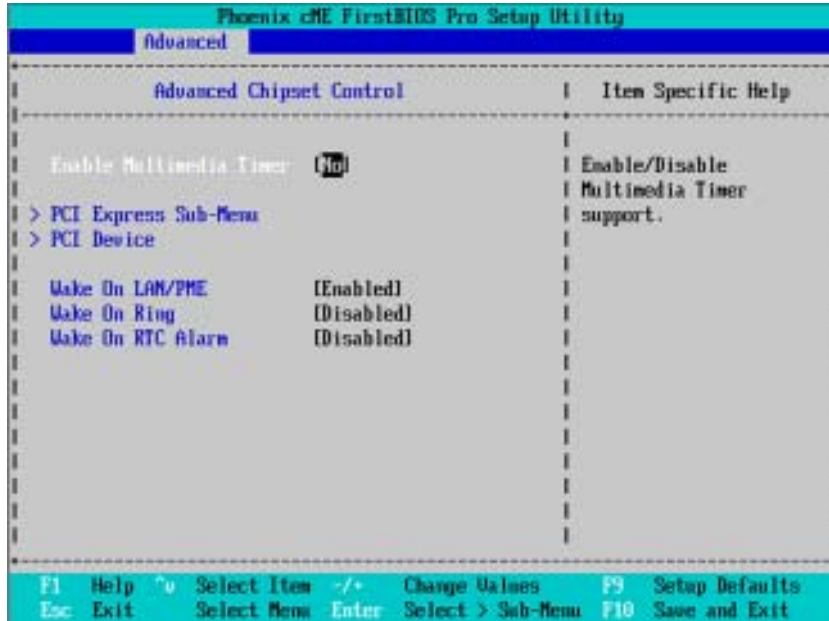 Phoenix cME FirstBIOS Pro Setup Utility
Advanced
Advanced Chipset Control
Item Specific Help
Enable Multimedia Timer [No]
Enable/Disable
Multimedia Timer
support.
> PCI Express Sub-Menu
> PCI Device
Wake On LAN/PME [Enabled]
Wake On Ring [Disabled]
Wake On RTC Alarm [Disabled]
F1 Help ^v Select Item -/+ Change Values F9 Setup Defaults
Esc Exit Select Menu Enter Select > Sub-Menu F10 Save and Exit